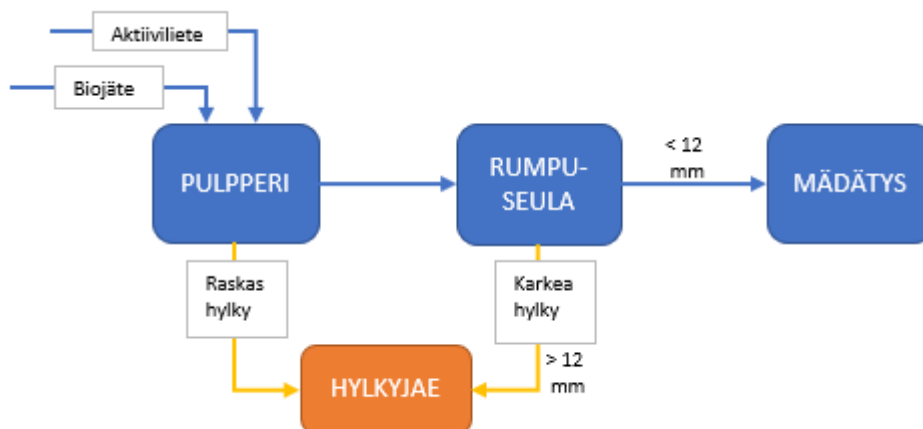 Aktiiviliete
Biojäte
PULPPERI
RUMPU-
SEULA
< 12
mm
MÄDÄTYS
Raskas
hylky
Karkea
hylky
> 12
mm
HYLKYJAE